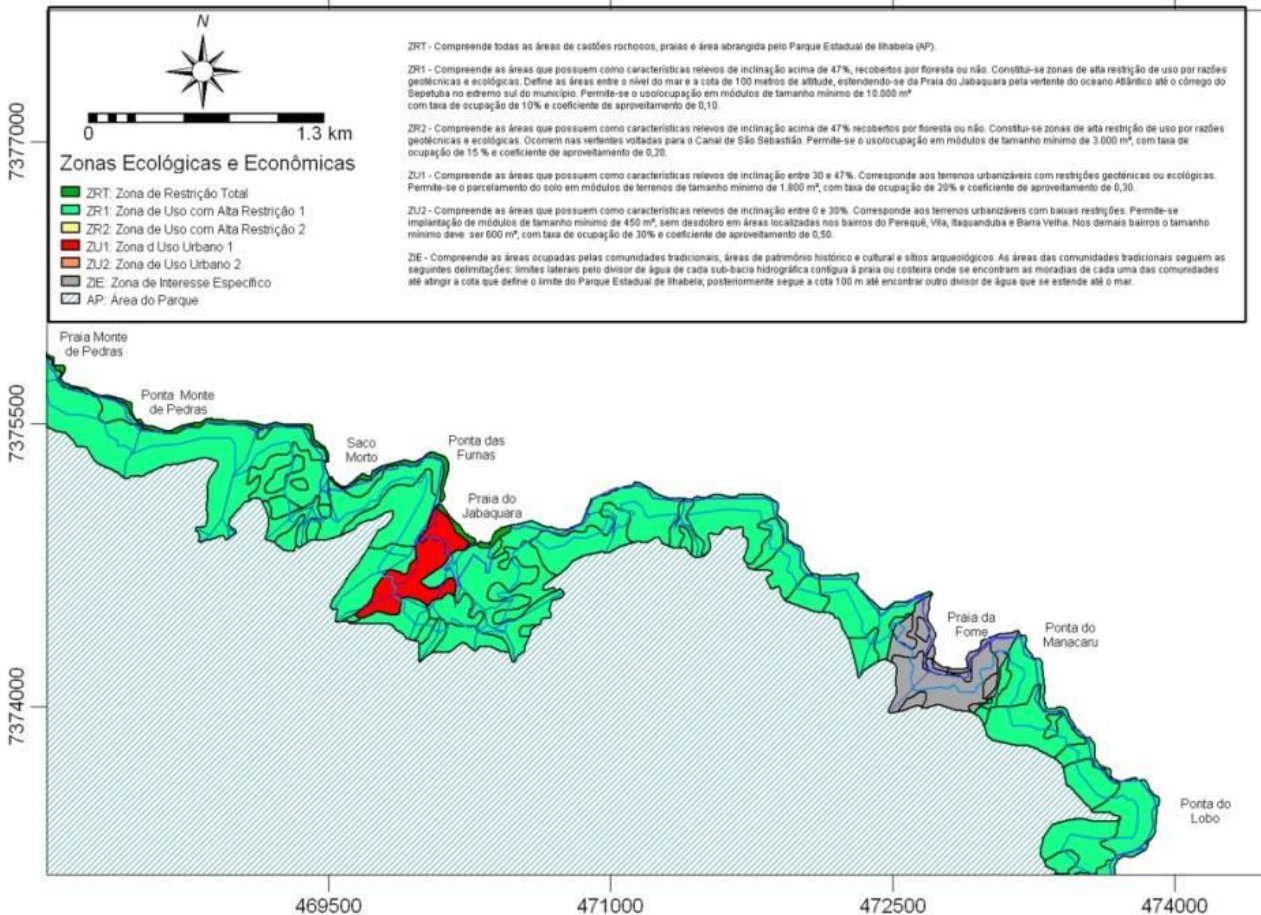 N
0 1.3 km
Zonas Ecológicas e Econômicas
ZRT: Zona de Restrição Total
ZR1: Zona de Uso com Alta Restrição 1
ZR2: Zona de Uso com Alta Restrição 2
ZU1: Zona d Uso Urbano 1
ZU2: Zona de Uso Urbano 2
ZIE: Zona de Interesse Específico
AP: Área do Parque
ZRT - Compreende todas as áreas de castões rochosos, praias e área abrangida pelo Parque Estadual de Ilhabela (AP).
ZR1 - Compreende as áreas que possuem como características relevos de inclinação acima de 47%, recobertos por floresta ou não. Constitui-se zonas de alta restrição de uso por razões
geotécnicas e ecológicas. Define as áreas entre o nível do mar e a cota de 100 metros de altitude, estendendo-se da Praia do Jabaquara pela vertente do oceano Atlântico até o córrego do
Sepetuba no extremo sul do município. Permite-se o uso/ocupação em módulos de tamanho mínimo de 10.000 m²
com taxa de ocupação de 10% e coeficiente de aproveitamento de 0,10.
ZR2 - Compreende as áreas que possuem como características relevos de inclinação acima de 47% recobertos por floresta ou não. Constitui-se zonas de alta restrição de uso por razões
geotécnicas e ecológicas. Ocorrem nas vertentes voltadas para o Canal de São Sebastião. Permite-se o uso/ocupação em módulos de tamanho mínimo de 3.000 m², com taxa de
ocupação de 15 % e coeficiente de aproveitamento de 0,20.
ZU1 - Compreende as áreas que possuem como características relevos de inclinação entre 30 e 47%. Corresponde aos terrenos urbanizáveis com restrições geoténicas ou ecológicas.
Permite-se o parcelamento do solo em módulos de terrenos de tamanho mínimo de 1.800 m², com taxa de ocupação de 20% e coeficiente de aproveitamento de 0,30.
ZU2 - Compreende as áreas que possuem como características relevos de inclinação entre 0 e 30%. Corresponde aos terrenos urbanizáveis com baixas restrições. Permite-se
implantação de módulos de tamanho mínimo de 450 m², sem desdobro em áreas localizadas nos bairros do Perequê, Vila, Itaquanduba e Barra Velha. Nos demais bairros o tamanho
mínimo deve ser 600 m², com taxa de ocupação de 30% e coeficiente de aproveitamento de 0,50.
ZIE - Compreende as áreas ocupadas pelas comunidades tradicionais, áreas de patrimônio histórico e cultural e sítios arqueológicos. As áreas das comunidades tradicionais seguem as
seguintes delimitações: limites laterais pelo divisor de água de cada sub-bacia hidrográfica contígua à praia ou costeira onde se encontram as moradias de cada uma das comunidades
até atingir a cota que define o limite do Parque Estadual de Ilhabela; posteriormente segue a cota 100 m até encontrar outro divisor de água que se estende até o mar.
7377000
7375500
7374000
Praia Monte
de Pedras
Ponta Monte
de Pedras
Saco
Morto
Ponta das
Furnas
Praia do
Jabaquara
Praia da
Fome
Ponta do
Manacaru
Ponta do
Lobo
469500
471000
472500
474000